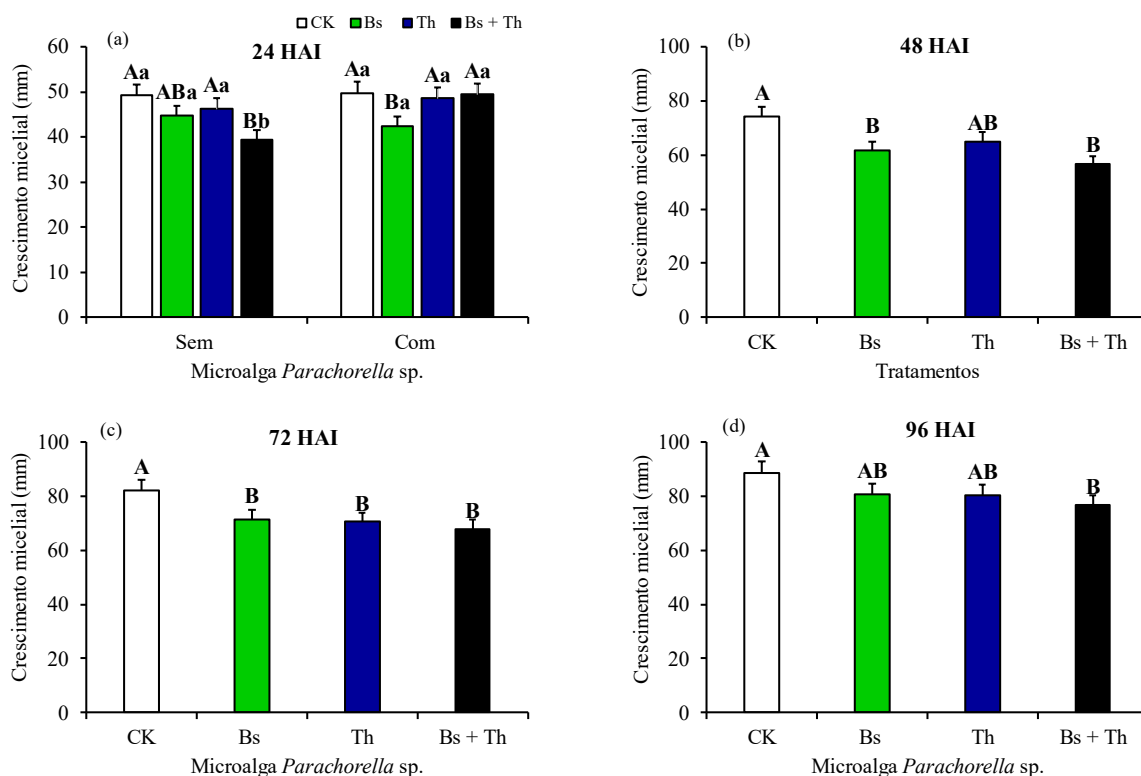 CK Bs Th Bs + Th
(a)
24 HAI
Crescimento micelial (mm)
60
50
40
30
20
10
0
Aa ABa Aa Bb Aa Ba Aa Aa
Sem Com
Microalga Parachorella sp.
(b)
48 HAI
Crescimento micelial (mm)
100
80
60
40
20
0
A B AB B
CK Bs Th Bs + Th
Tratamentos
(c)
72 HAI
Crescimento micelial (mm)
100
80
60
40
20
0
A B B B
CK Bs Th Bs + Th
Microalga Parachorella sp.
(d)
96 HAI
Crescimento micelial (mm)
100
80
60
40
20
0
A AB AB B
CK Bs Th Bs + Th
Microalga Parachorella sp.